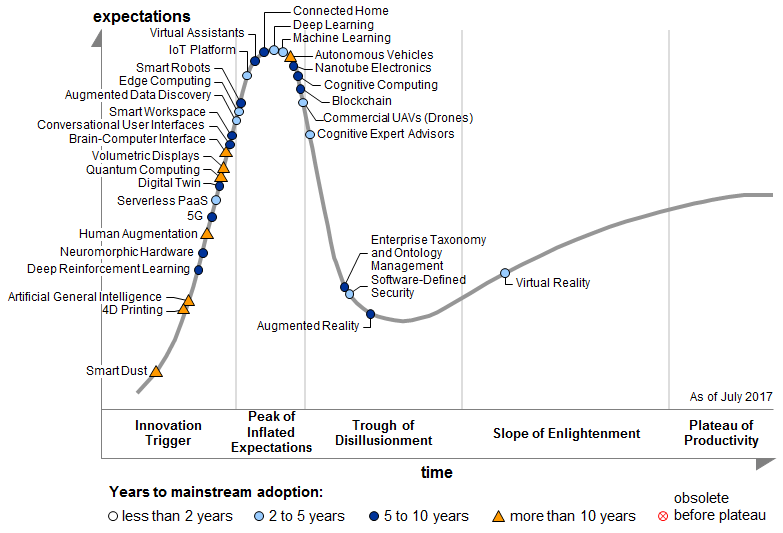 expectations
Connected Home
Deep Learning
Virtual Assistants
Machine Learning
IoT Platform
Autonomous Vehicles
Smart Robots
Nanotube Electronics
Edge Computing
Cognitive Computing
Augmented Data Discovery
Blockchain
Smart Workspace
Commercial UAVs (Drones)
Conversational User Interfaces
Cognitive Expert Advisors
Brain-Computer Interface
Volumetric Displays
Quantum Computing
Digital Twin
Serverless PaaS
5G
Human Augmentation
Enterprise Taxonomy
and Ontology
Management
Neuromorphic Hardware
Deep Reinforcement Learning
Software-Defined
Security
Virtual Reality
Artificial General Intelligence
4D Printing
Augmented Reality
Smart Dust
As of July 2017
Innovation
Trigger
Peak of
Inflated
Expectations
Trough of
Disillusionment
Slope of Enlightenment
Plateau of
Productivity
time
Years to mainstream adoption:
less than 2 years
2 to 5 years
5 to 10 years
more than 10 years
obsolete
before plateau